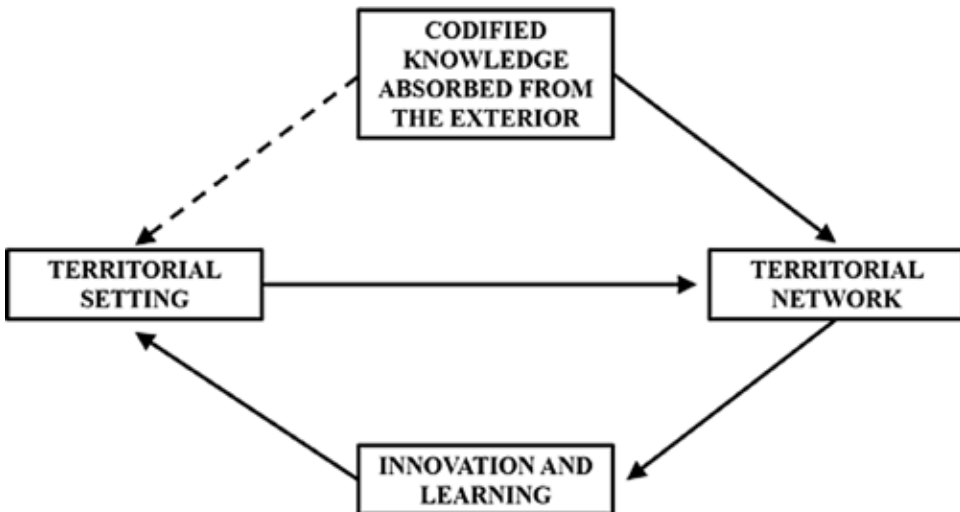 CODIFIED
KNOWLEDGE
ABSORBED FROM
THE EXTERIOR
TERRITORIAL
SETTING
TERRITORIAL
NETWORK
INNOVATION AND
LEARNING